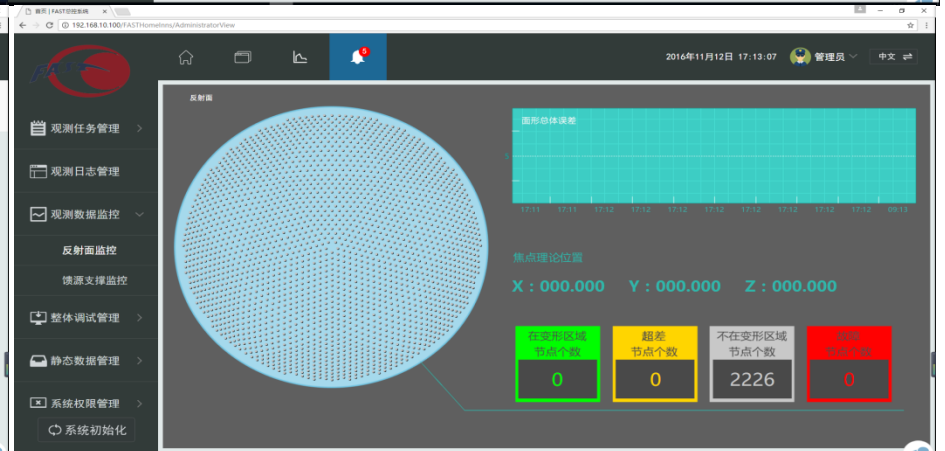 首页 | FAST总控系统
192.168.10.100/FASTHomeInns/AdministratorView
FAST
5
2016年11月12日 17:13:07
管理员
中文
观测任务管理
观测日志管理
观测数据监控
反射面监控
馈源支撑监控
整体调试管理
静态数据管理
系统权限管理
系统初始化
反射面
面形总体误差
17:11 17:11 17:12 17:12 17:12 17:12 17:12 17:12 17:12 17:12 09:13
焦点理论位置
X：000.000 Y：000.000 Z：000.000
在变形区域
节点个数
0
超差
节点个数
0
不在变形区域
节点个数
2226
节点个数
0